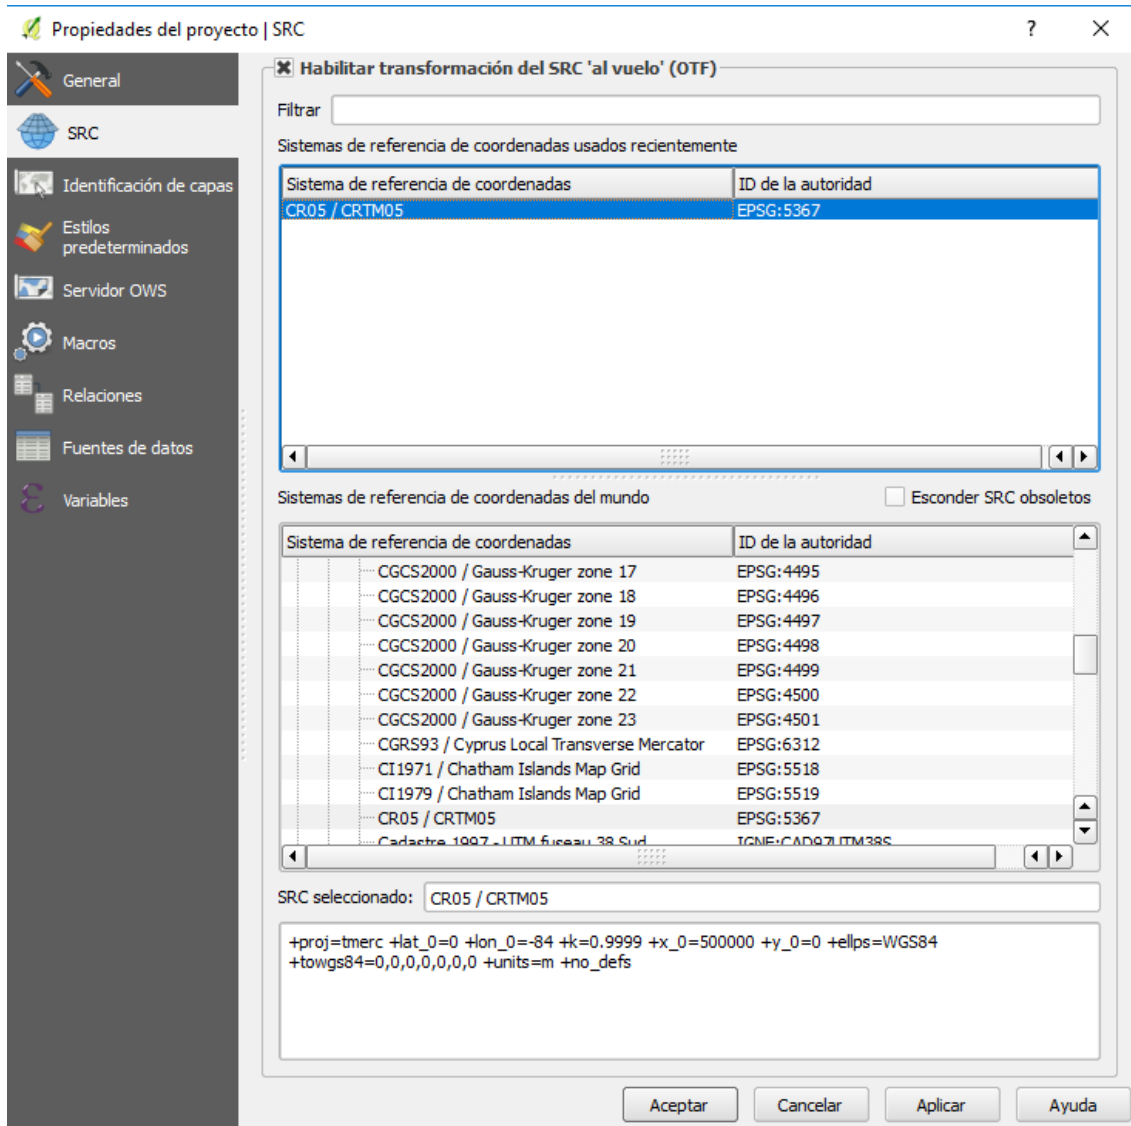 Propiedades del proyecto | SRC
?
General
SRC
Identificación de capas
Estilos
predeterminados
Servidor OWS
Macros
Relaciones
Fuentes de datos
Variables
Habilitar transformación del SRC 'al vuelo' (OTF)
Filtrar
Sistemas de referencia de coordenadas usados recientemente
Sistema de referencia de coordenadas ID de la autoridad
CR05 / CRTM05 EPSG:5367
Sistemas de referencia de coordenadas del mundo
Esconder SRC obsoletos
Sistema de referencia de coordenadas ID de la autoridad
CGCS2000 / Gauss-Kruger zone 17 EPSG:4495
CGCS2000 / Gauss-Kruger zone 18 EPSG:4496
CGCS2000 / Gauss-Kruger zone 19 EPSG:4497
CGCS2000 / Gauss-Kruger zone 20 EPSG:4498
CGCS2000 / Gauss-Kruger zone 21 EPSG:4499
CGCS2000 / Gauss-Kruger zone 22 EPSG:4500
CGCS2000 / Gauss-Kruger zone 23 EPSG:4501
CGRS93 / Cyprus Local Transverse Mercator EPSG:6312
CI1971 / Chatham Islands Map Grid EPSG:5518
CI1979 / Chatham Islands Map Grid EPSG:5519
CR05 / CRTM05 EPSG:5367
Cadastre 1997 - UTM fuseau 38 Sud IGNF:CAD97UTM38S
SRC seleccionado: CR05 / CRTM05
+proj=tmerc +lat_0=0 +lon_0=-84 +k=0.9999 +x_0=500000 +y_0=0 +ellps=WGS84
+towgs84=0,0,0,0,0,0,0 +units=m +no_defs
Aceptar Cancelar Aplicar Ayuda